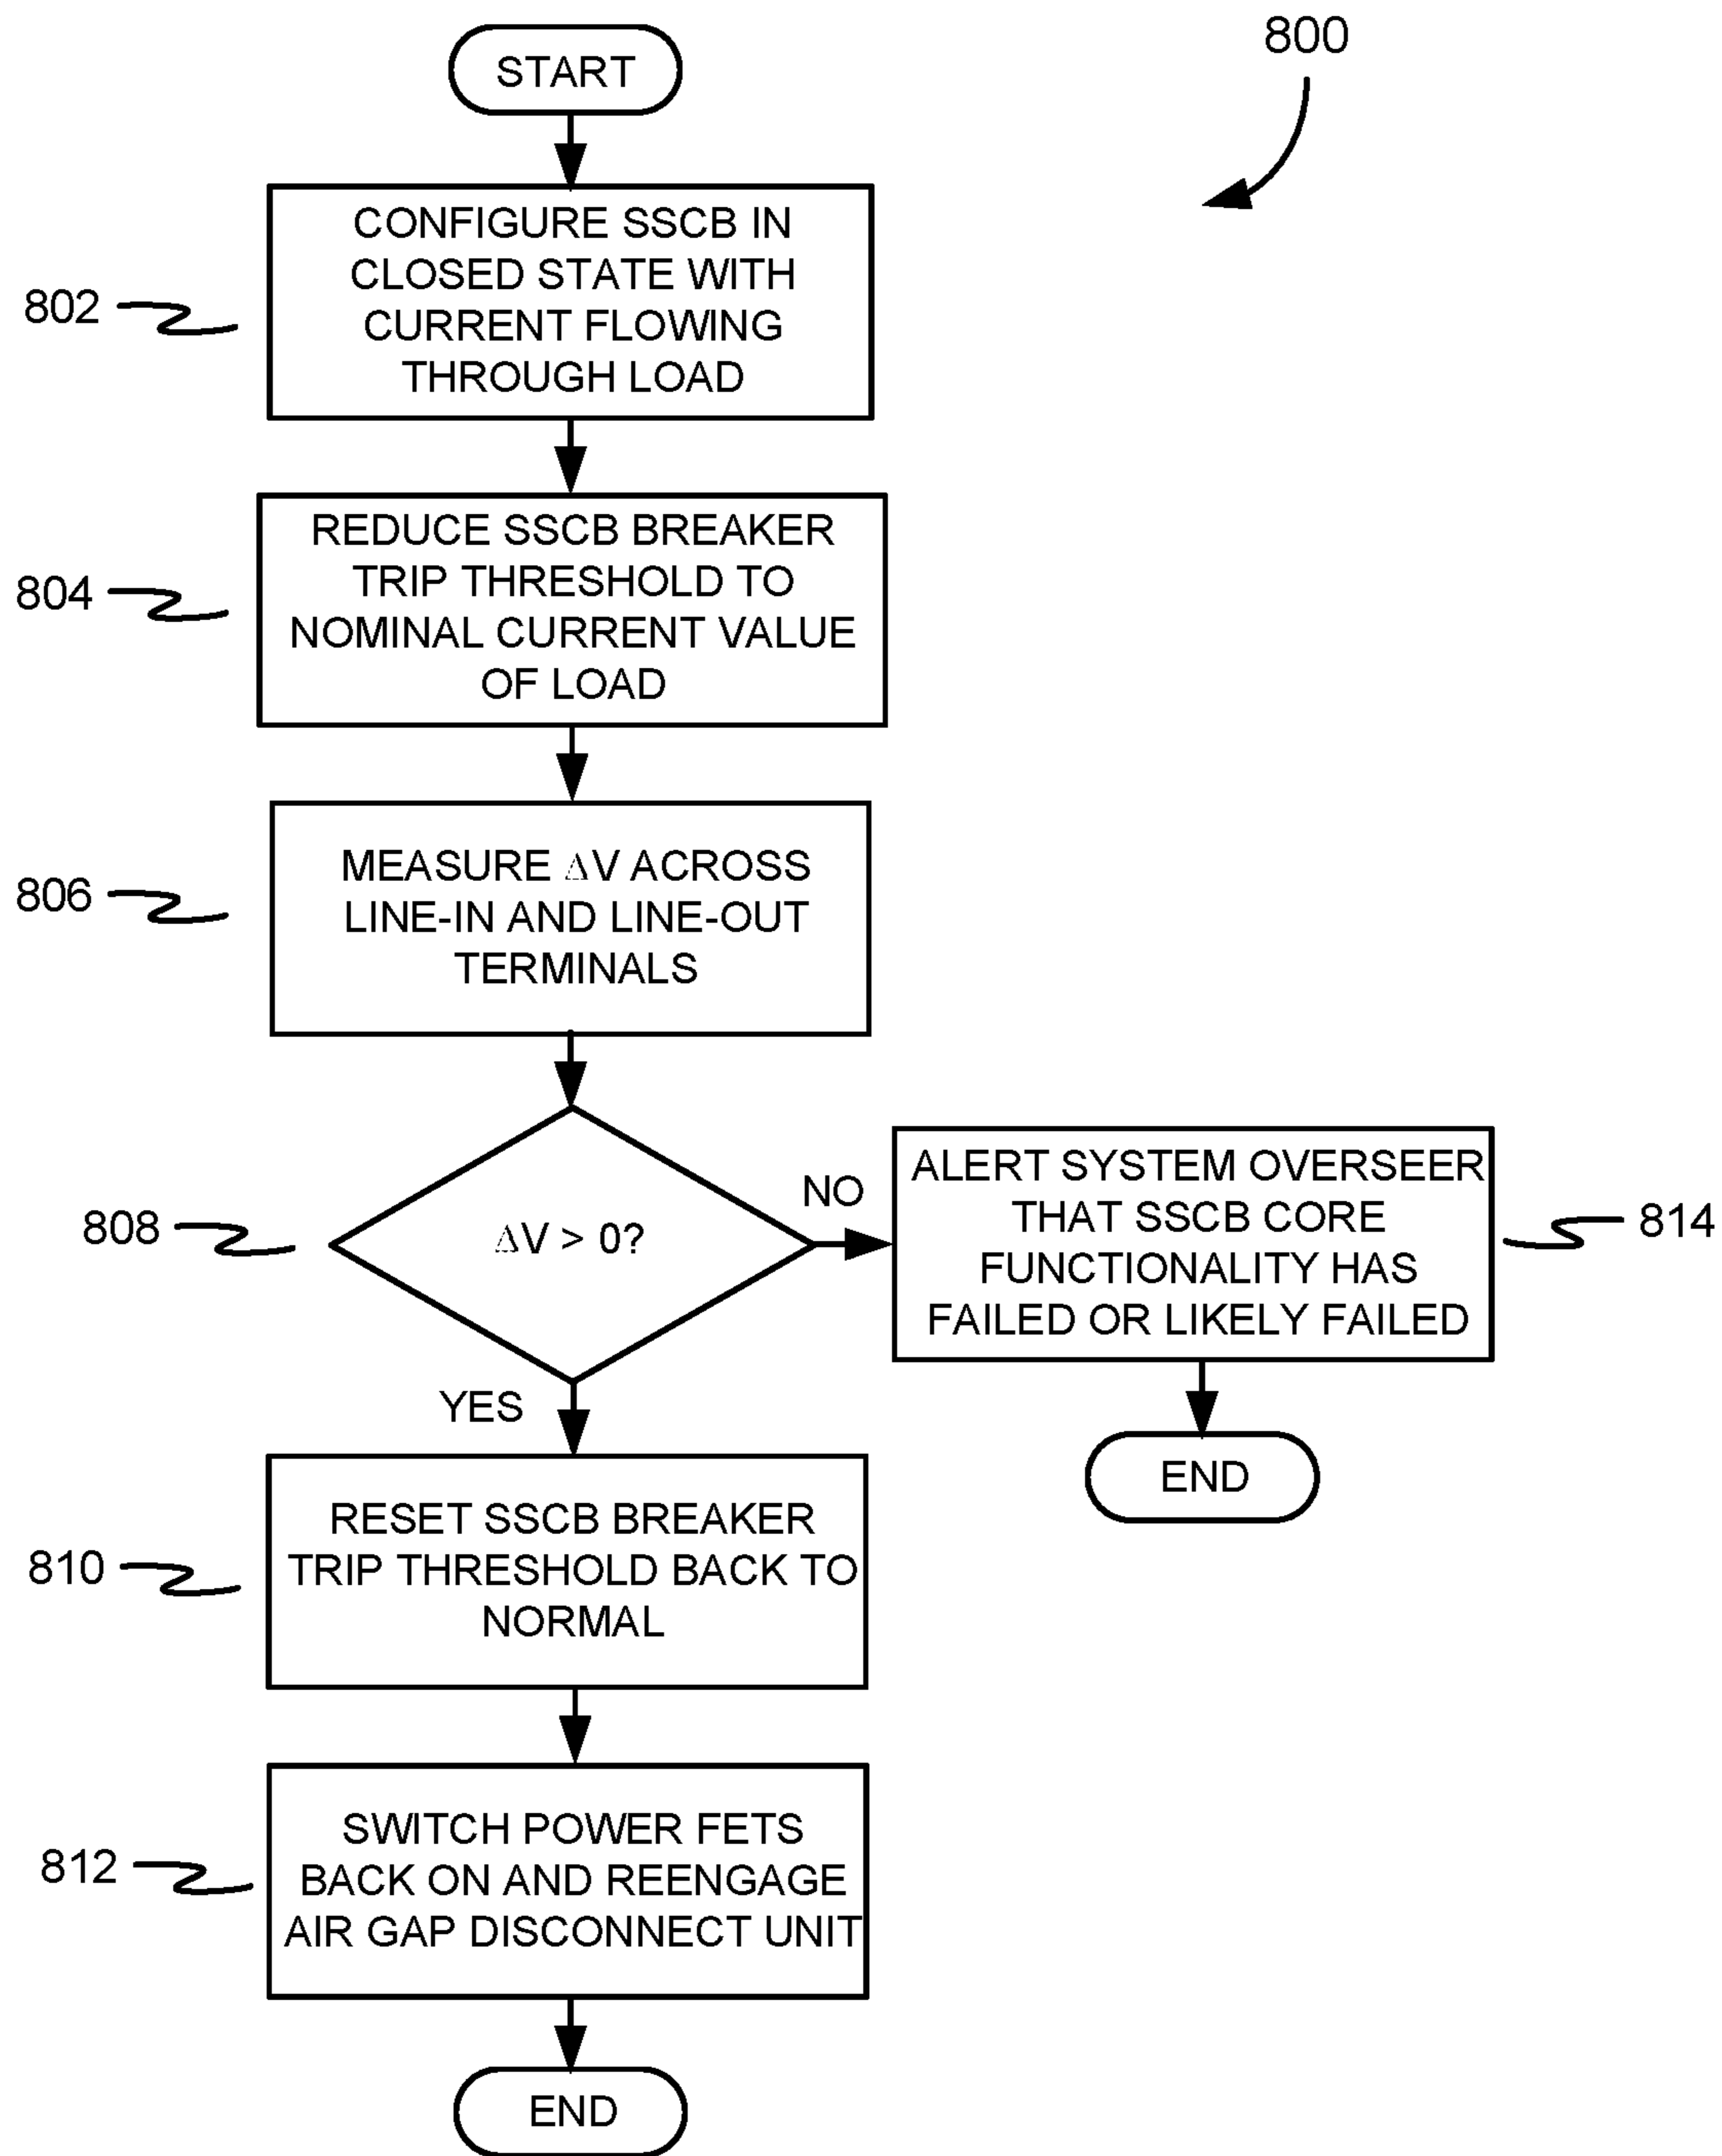 800
START
802
CONFIGURE SSCB IN
CLOSED STATE WITH
CURRENT FLOWING
THROUGH LOAD
804
REDUCE SSCB BREAKER
TRIP THRESHOLD TO
NOMINAL CURRENT VALUE
OF LOAD
806
MEASURE ΔV ACROSS
LINE-IN AND LINE-OUT
TERMINALS
808
ΔV > 0?
NO
ALERT SYSTEM OVERSEER
THAT SSCB CORE
FUNCTIONALITY HAS
FAILED OR LIKELY FAILED
814
END
YES
810
RESET SSCB BREAKER
TRIP THRESHOLD BACK TO
NORMAL
812
SWITCH POWER FETS
BACK ON AND REENGAGE
AIR GAP DISCONNECT UNIT
END